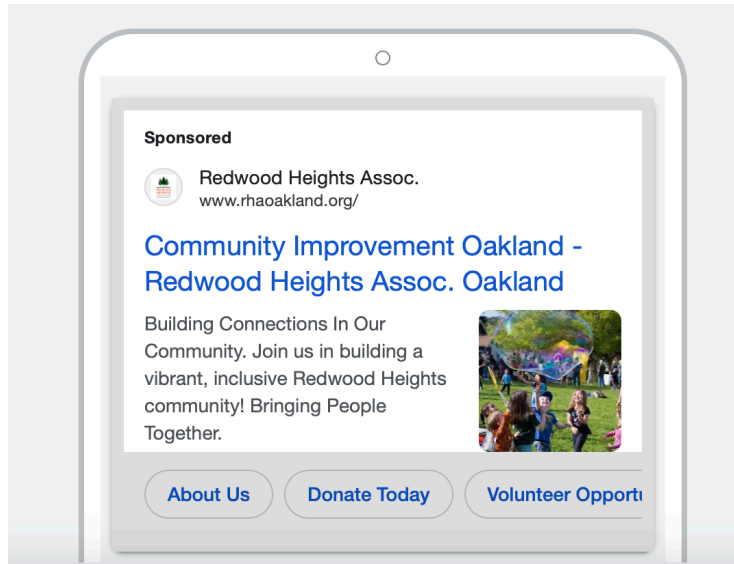 Sponsored
Redwood Heights Assoc.
www.rhaoakland.org/
Community Improvement Oakland -
Redwood Heights Assoc. Oakland
Building Connections In Our
Community. Join us in building a
vibrant, inclusive Redwood Heights
community! Bringing People
Together.
About Us
Donate Today
Volunteer